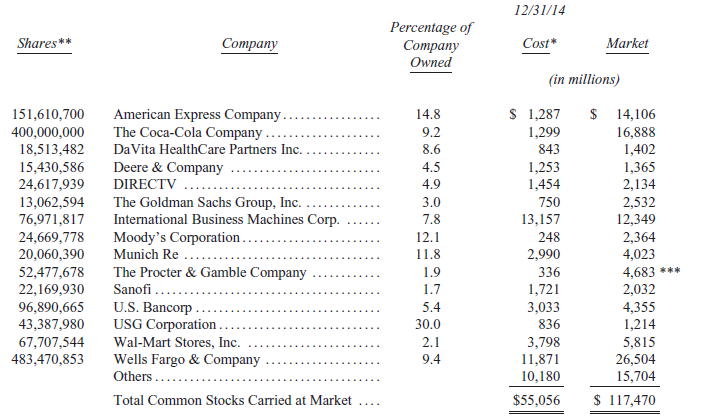 12/31/14
Percentage of
Shares** Company Company Cost* Market
Owned
(in millions)
151,610,700 American Express Company.................. 14.8 $ 1,287 $ 14,106
400,000,000 The Coca-Cola Company ..................... 9.2 1,299 16,888
18,513,482 DaVita HealthCare Partners Inc. ............... 8.6 843 1,402
15,430,586 Deere & Company .......................... 4.5 1,253 1,365
24,617,939 DIRECTV ................................. 4.9 1,454 2,134
13,062,594 The Goldman Sachs Group, Inc. ............... 3.0 750 2,532
76,971,817 International Business Machines Corp. ...... 7.8 13,157 12,349
24,669,778 Moody’s Corporation........................ 12.1 248 2,364
20,060,390 Munich Re ................................. 11.8 2,990 4,023
52,477,678 The Procter & Gamble Company ............ 1.9 336 4,683 ***
22,169,930 Sanofi ...................................... 1.7 1,721 2,032
96,890,665 U.S. Bancorp ............................... 5.4 3,033 4,355
43,387,980 USG Corporation............................ 30.0 836 1,214
67,707,544 Wal-Mart Stores, Inc. ....................... 2.1 3,798 5,815
483,470,853 Wells Fargo & Company ..................... 9.4 11,871 26,504
Others ...................................... 10,180 15,704
Total Common Stocks Carried at Market .... $55,056 $ 117,470